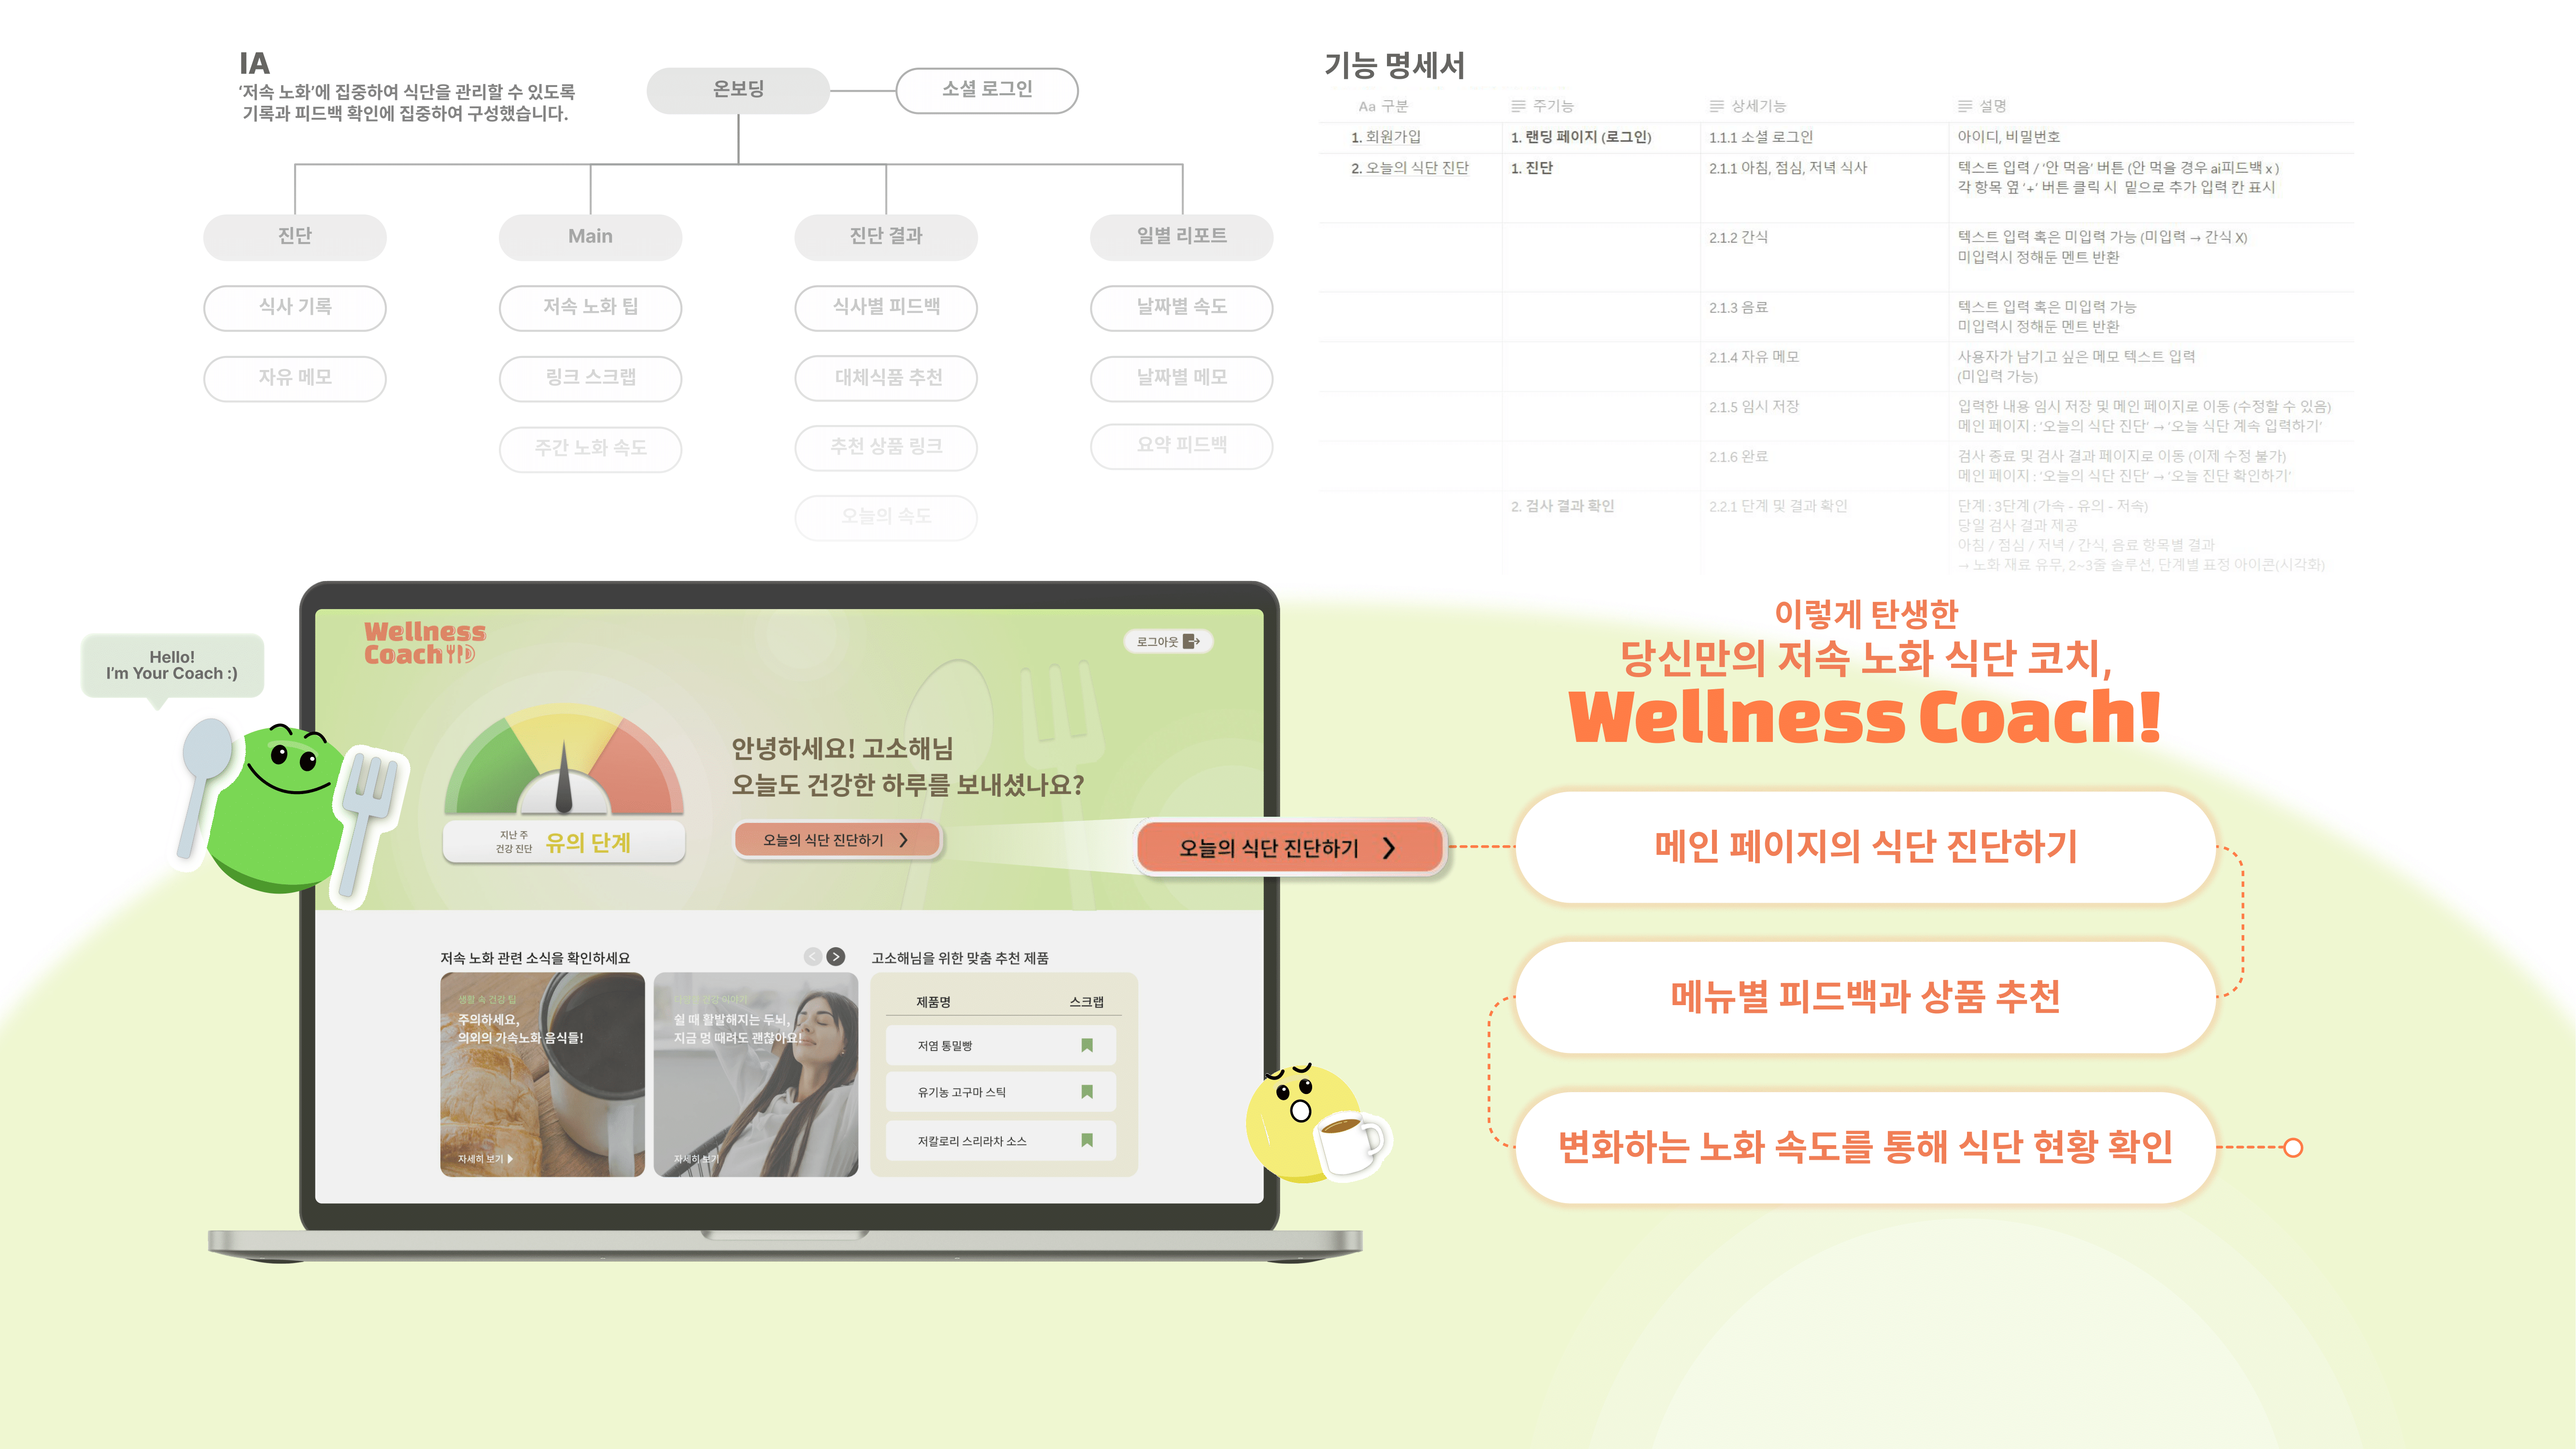 IA
‘저속 노화’에 집중하여 식단을 관리할 수 있도록
기록과 피드백 확인에 집중하여 구성했습니다.
온보딩
소셜 로그인
진단
Main
진단 결과
일별 리포트
식사 기록
저속 노화 팁
식사별 피드백
날짜별 속도
자유 메모
링크 스크랩
대체식품 추천
날짜별 메모
주간 노화 속도
추천 상품 링크
요약 피드백
오늘의 속도
기능 명세서
Aa 구분
주기능
상세기능
설명
1. 회원가입
1. 랜딩 페이지 (로그인)
1.1.1 소셜 로그인
아이디, 비밀번호
2. 오늘의 식단 진단
1. 진단
2.1.1 아침, 점심, 저녁 식사
텍스트 입력 / ‘안 먹음’ 버튼 (안 먹을 경우 ai피드백 x )
각 항목 옆 ‘+’ 버튼 클릭 시 밑으로 추가 입력 칸 표시
2.1.2 간식
텍스트 입력 혹은 미입력 가능 (미입력 → 간식 X)
미입력시 정해둔 멘트 반환
2.1.3 음료
텍스트 입력 혹은 미입력 가능
미입력시 정해둔 멘트 반환
2.1.4 자유 메모
사용자가 남기고 싶은 메모 텍스트 입력
(미입력 가능)
2.1.5 임시 저장
입력한 내용 임시 저장 및 메인 페이지로 이동 (수정할 수 있음)
메인 페이지 : ‘오늘의 식단 진단’ → ‘오늘 식단 계속 입력하기’
2.1.6 완료
검사 종료 및 검사 결과 페이지로 이동 (이제 수정 불가)
메인 페이지 : ‘오늘의 식단 진단’ → ‘오늘 진단 확인하기’
2. 검사 결과 확인
2.2.1 단계 및 결과 확인
단계 : 3단계 (가속 - 유의 - 저속)
당일 검사 결과 제공
아침 / 점심 / 저녁 / 간식, 음료 항목별 결과
→ 노화 재료 유무, 2~3줄 솔루션, 단계별 표정 아이콘(시각화)
Hello!
I’m Your Coach :)
Wellness
Coach
로그아웃
안녕하세요! 고소해님
오늘도 건강한 하루를 보내셨나요?
지난 주
건강 진단
유의 단계
오늘의 식단 진단하기
오늘의 식단 진단하기
저속 노화 관련 소식을 확인하세요
생활 속 건강 팁
주의하세요,
의외의 가속노화 음식들!
자세히 보기
쉴 때 활발해지는 두뇌,
지금 멍 때려도 괜찮아요!
자세히 보기
고소해님을 위한 맞춤 추천 제품
제품명
스크랩
저염 통밀빵
유기농 고구마 스틱
저칼로리 스리라차 소스
이렇게 탄생한
당신만의 저속 노화 식단 코치,
Wellness Coach!
메인 페이지의 식단 진단하기
메뉴별 피드백과 상품 추천
변화하는 노화 속도를 통해 식단 현황 확인